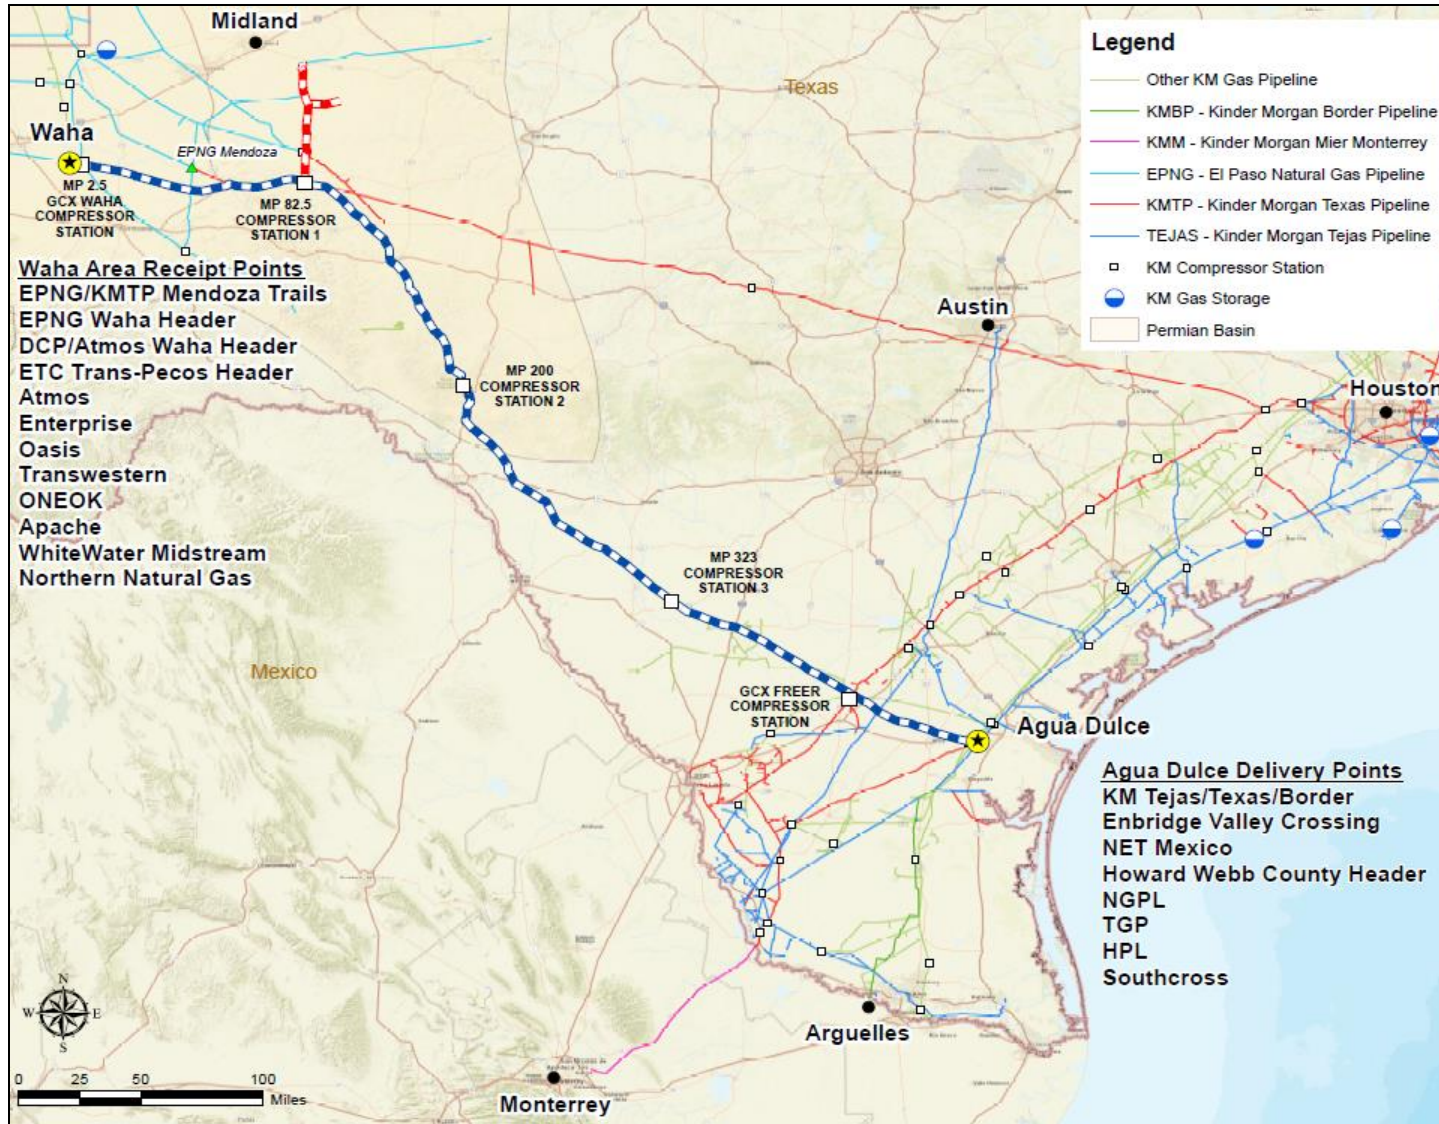 Midland
Texas
Waha
EPNG Mendoza
MP 2.5
GCX WAHA
COMPRESSOR
STATION
MP 82.5
COMPRESSOR
STATION 1
Waha Area Receipt Points
EPNG/KMTP Mendoza Trails
EPNG Waha Header
DCP/Atmos Waha Header
ETC Trans-Pecos Header
Atmos
Enterprise
Oasis
Transwestern
ONEOK
Apache
WhiteWater Midstream
Northern Natural Gas
MP 200
COMPRESSOR
STATION 2
MP 323
COMPRESSOR
STATION 3
GCX FREER
COMPRESSOR
STATION
Mexico
Austin
Houston
Agua Dulce
Agua Dulce Delivery Points
KM Tejas/Texas/Border
Enbridge Valley Crossing
NET Mexico
Howard Webb County Header
NGPL
TGP
HPL
Southcross
Arguelles
Monterrey
Legend
Other KM Gas Pipeline
KMBP - Kinder Morgan Border Pipeline
KMM - Kinder Morgan Mier Monterrey
EPNG - El Paso Natural Gas Pipeline
KMTP - Kinder Morgan Texas Pipeline
TEJAS - Kinder Morgan Tejas Pipeline
KM Compressor Station
KM Gas Storage
Permian Basin
N
W E
S
0 25 50 100
Miles